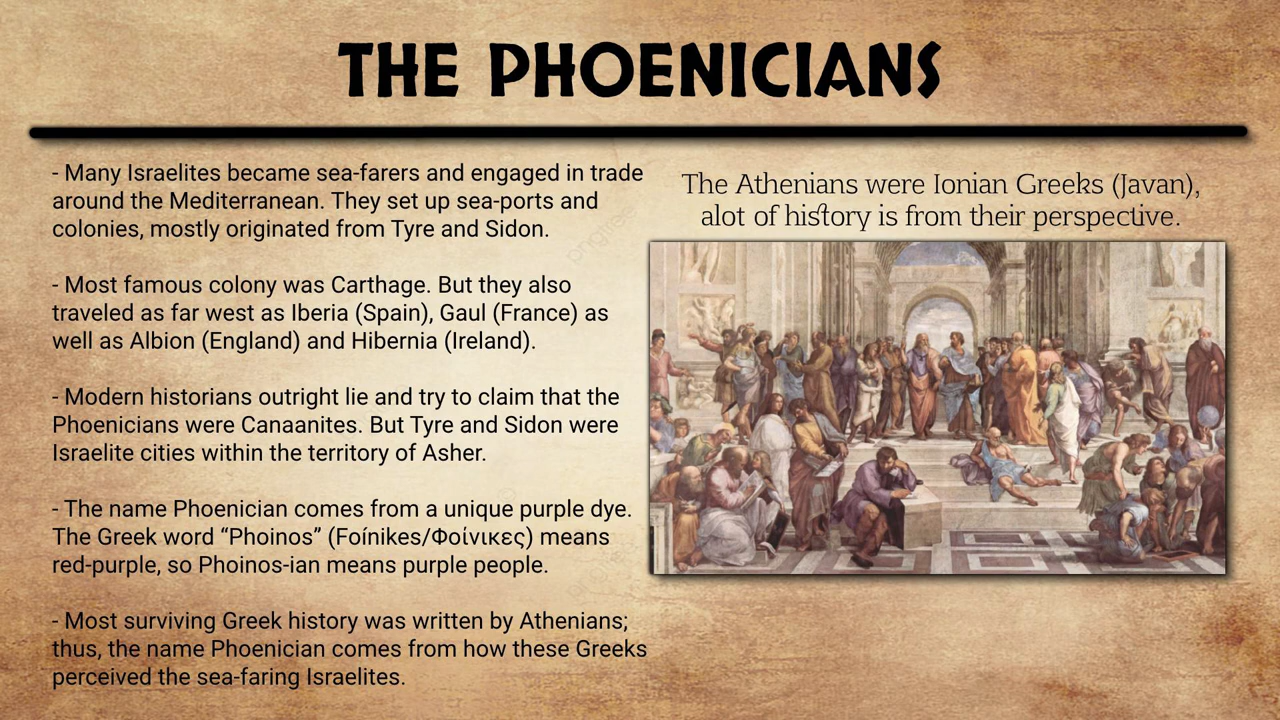 THE PHOENICIANS
- Many Israelites became sea-farers and engaged in trade
around the Mediterranean. They set up sea-ports and
colonies, mostly originated from Tyre and Sidon.
- Most famous colony was Carthage. But they also
traveled as far west as Iberia (Spain), Gaul (France) as
well as Albion (England) and Hibernia (Ireland).
- Modern historians outright lie and try to claim that the
Phoenicians were Canaanites. But Tyre and Sidon were
Israelite cities within the territory of Asher.
- The name Phoenician comes from a unique purple dye.
The Greek word “Phoinos” (Foínikes/Φοίνικες) means
red-purple, so Phoinos-ian means purple people.
- Most surviving Greek history was written by Athenians;
thus, the name Phoenician comes from how these Greeks
perceived the sea-faring Israelites.
The Athenians were Ionian Greeks (Javan),
alot of history is from their perspective.